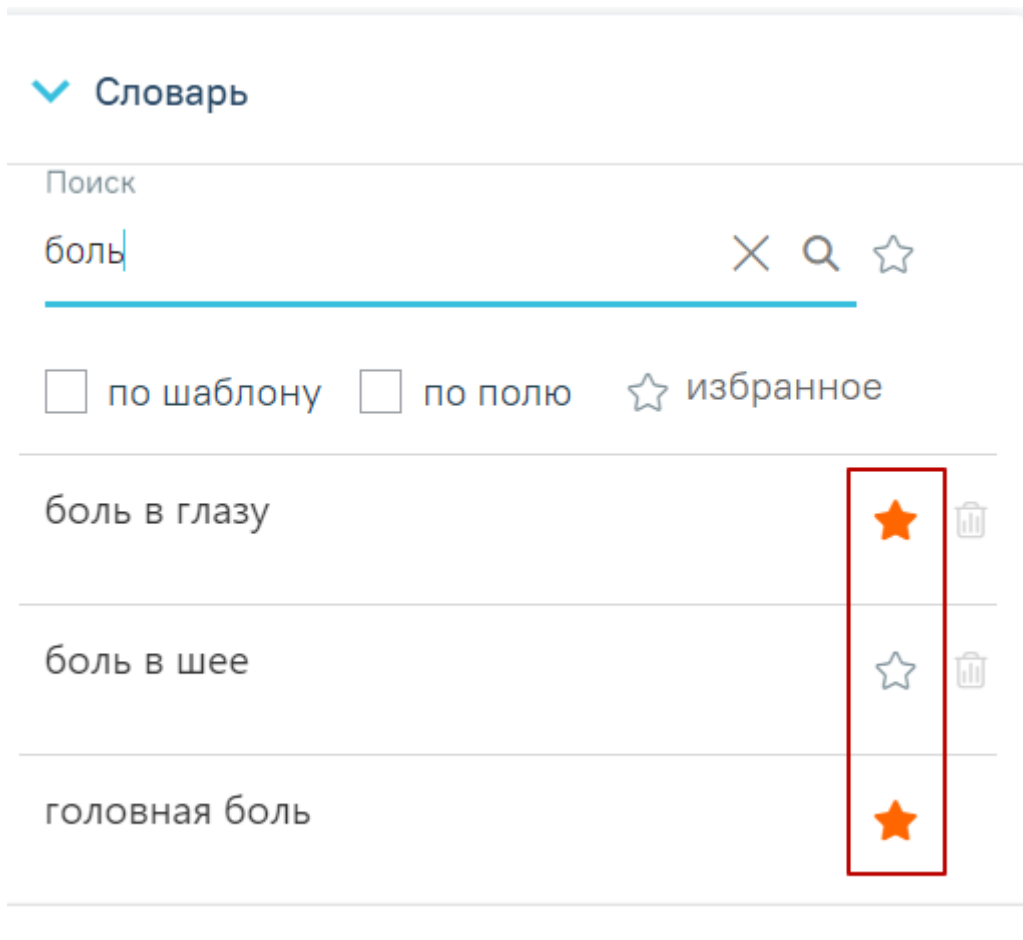 Словарь
Поиск
боль
по шаблону по полю избранное
боль в глазу
боль в шее
головная боль